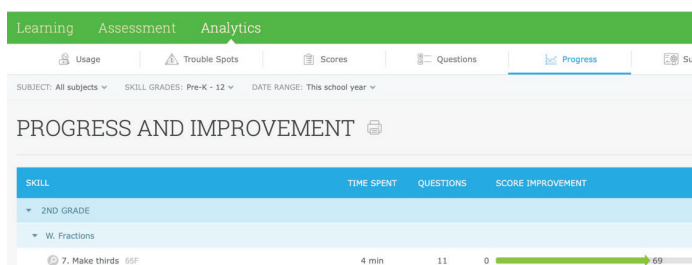 Learning Assessment Analytics
Usage Trouble Spots Scores Questions Progress Su
SUBJECT: All subjects SKILL GRADES: Pre-K - 12 DATE RANGE: This school year
PROGRESS AND IMPROVEMENT
SKILL TIME SPENT QUESTIONS SCORE IMPROVEMENT
2ND GRADE
W. Fractions
7. Make thirds 65F 4 min 11 0 69